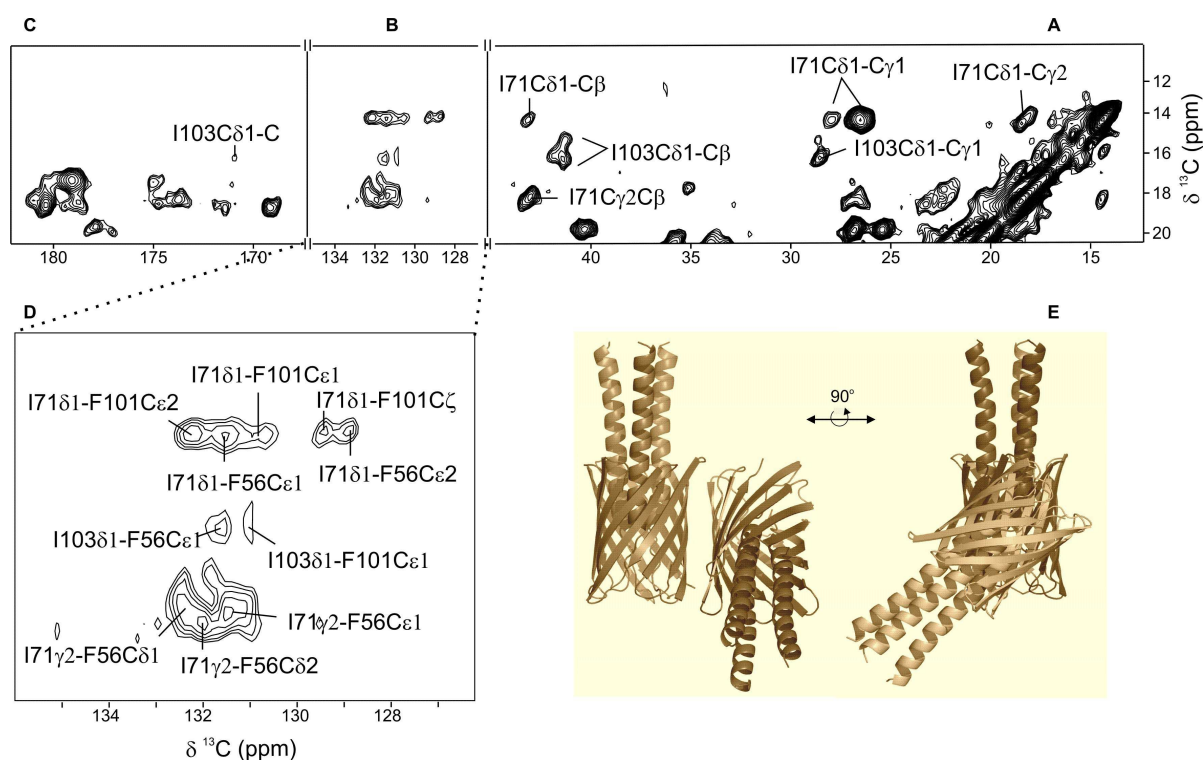 C
B
A
I71Cδ1-Cγ1
I71Cδ1-Cγ2
I71Cδ1-Cβ
I103Cδ1-C
I103Cδ1-Cβ
I103Cδ1-Cγ1
I71Cγ2Cβ
12
14
16
18
20
δ ¹³C (ppm)
180 175 170 134 132 130 128 40 35 30 25 20 15
D
E
I71δ1-F101Cε1
I71δ1-F101Cε2
I71δ1-F101Cζ
I71δ1-F56Cε1
I71δ1-F56Cε2
I103δ1-F56Cε1
I103δ1-F101Cε1
I71γ2-F56Cε1
I71γ2-F56Cδ1
I71γ2-F56Cδ2
134 132 130 128
δ ¹³C (ppm)
90°